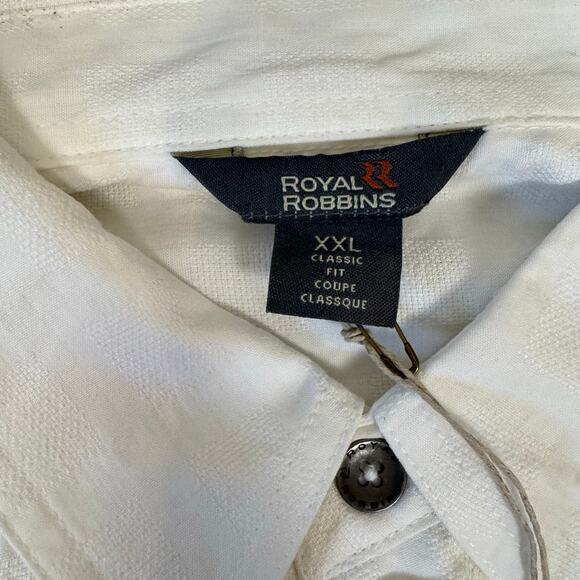 ROYAL
ROBBINS
XXL
CLASSIC
FIT
COUPE
CLASSQUE